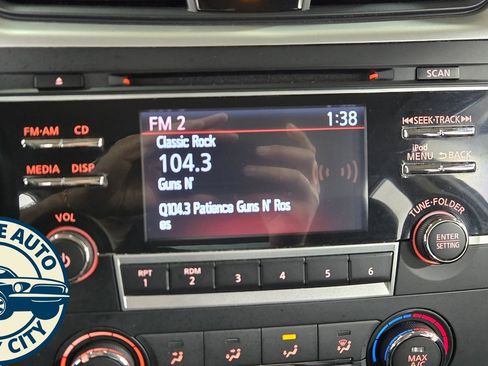 SCAN
FM 2 1:38
Classic Rock
104.3
Guns N'
Q104.3 Patience Guns N' Ros
es
FM•AM CD
MEDIA DISP
VOL
SEEK•TRACK
iPod
MENU BACK
TUNE•FOLDER
ENTER
SETTING
RPT
1
RDM
2
3 4 5 6
MAX
A/C
AUTO
CITY